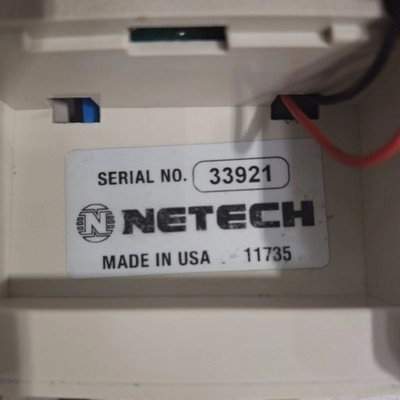 SERIAL NO. 33921
N NETECH
MADE IN USA 11735